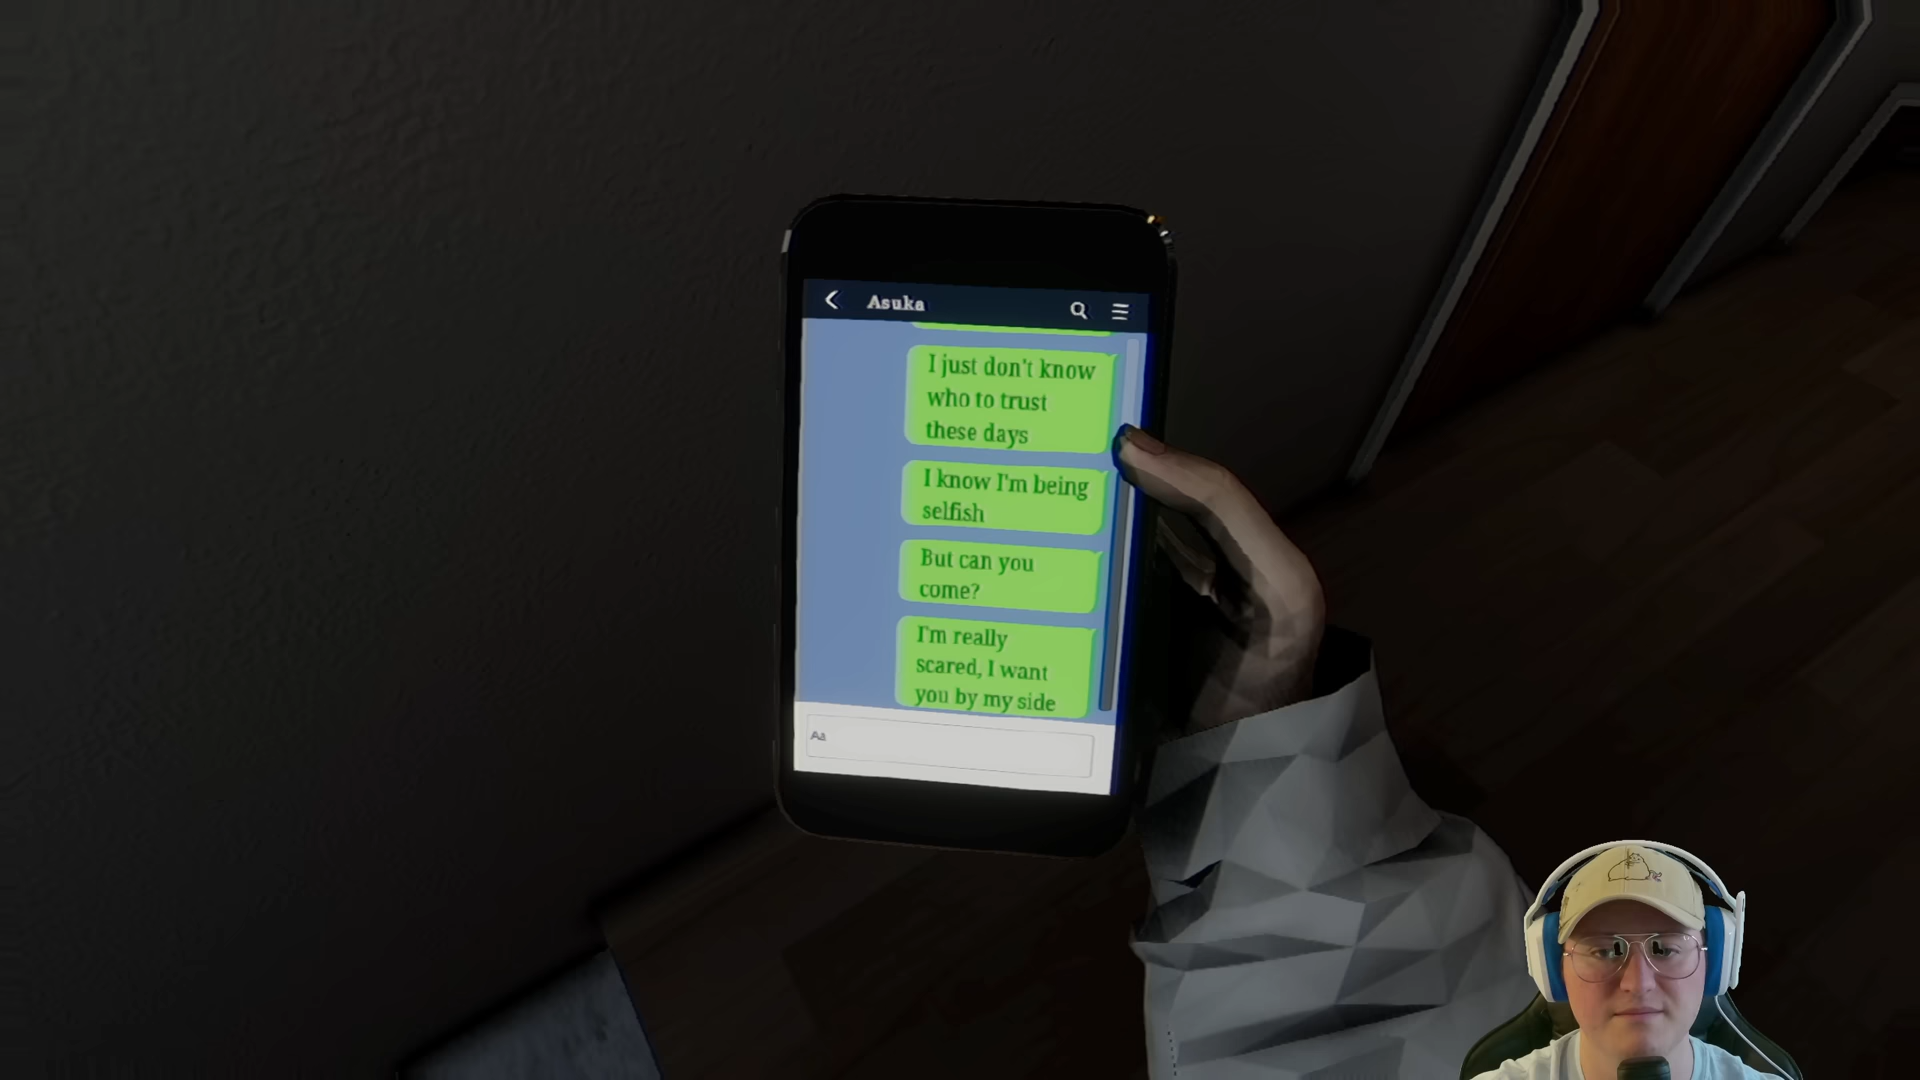 Asuka
I just don't know
who to trust
these days
I know I'm being
selfish
But can you
come?
I'm really
scared, I want
you by my side
Aa